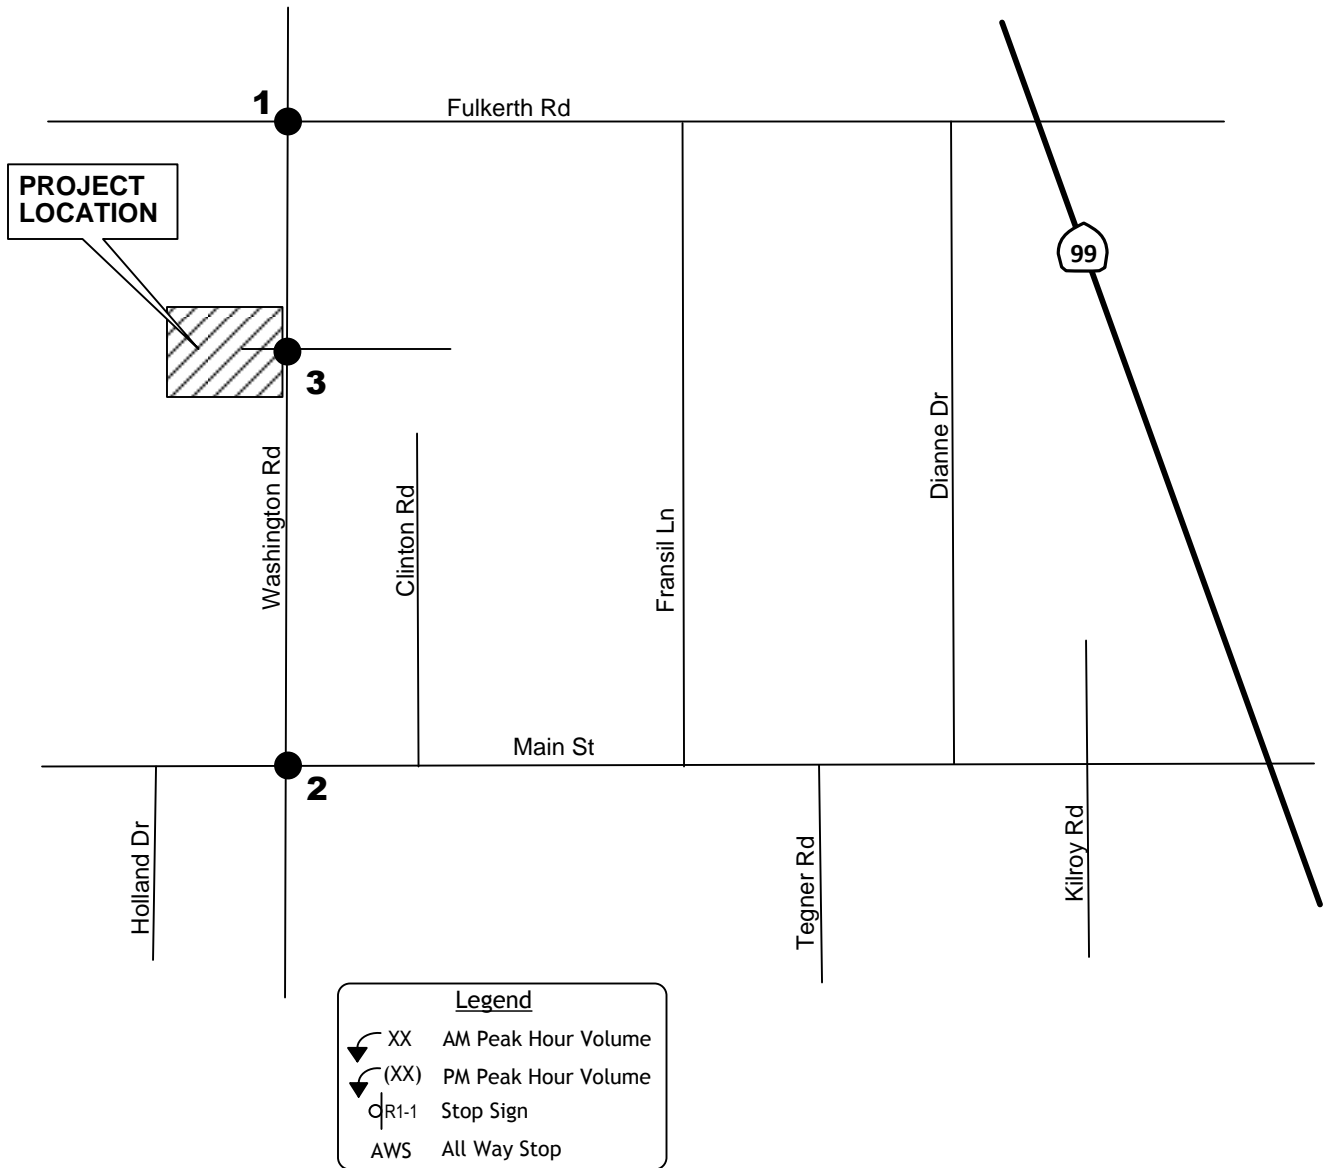 1
Fulkerth Rd
PROJECT
LOCATION
99
3
Washington Rd
Clinton Rd
Fransil Ln
Dianne Dr
Main St
2
Holland Dr
Tegner Rd
Kilroy Rd
Legend
XX AM Peak Hour Volume
(XX) PM Peak Hour Volume
R1-1 Stop Sign
AWS All Way Stop